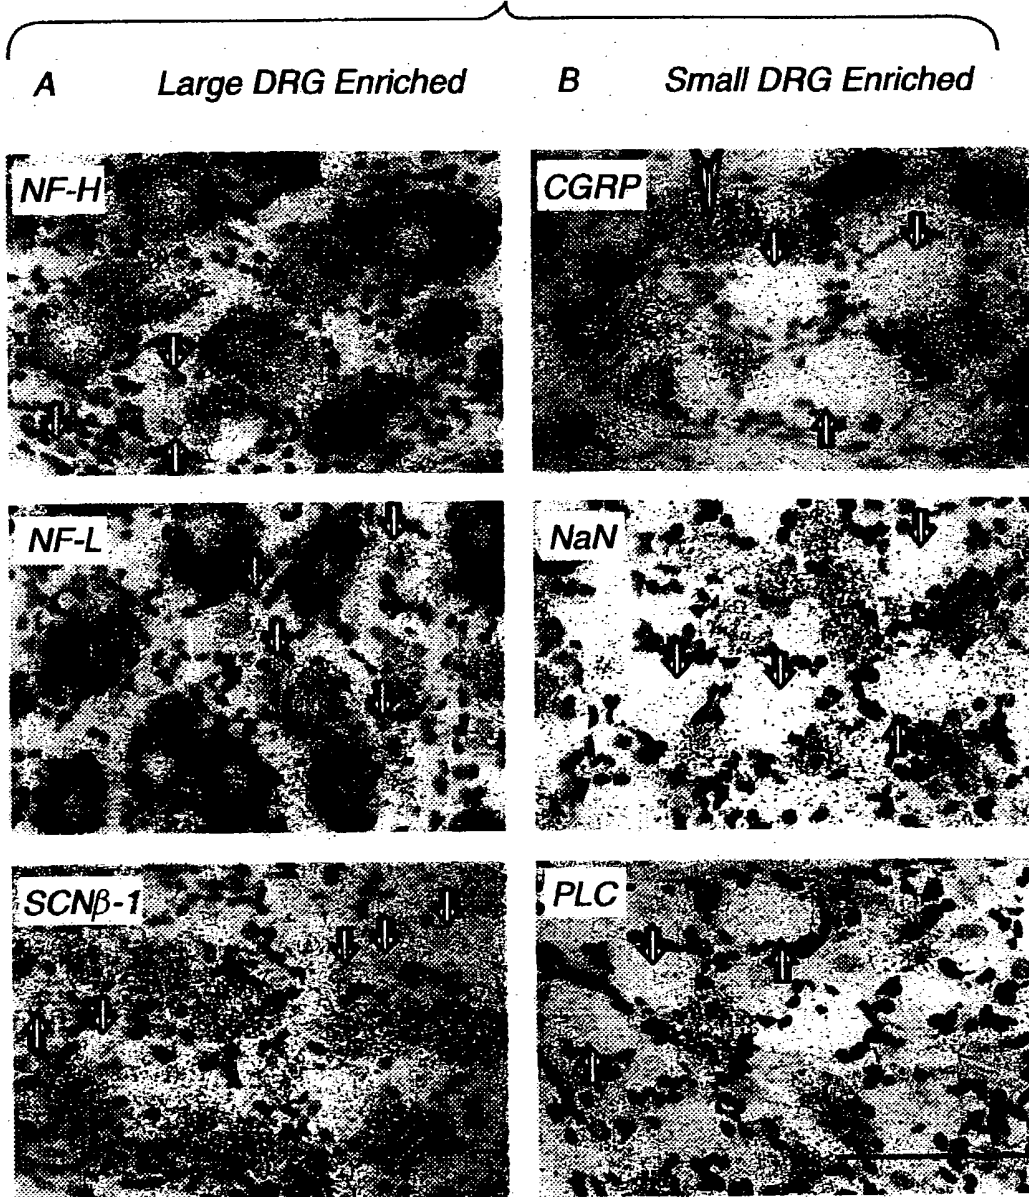 A Large DRG Enriched
B Small DRG Enriched
NF-H
CGRP
NF-L
NaN
SCNβ-1
PLC